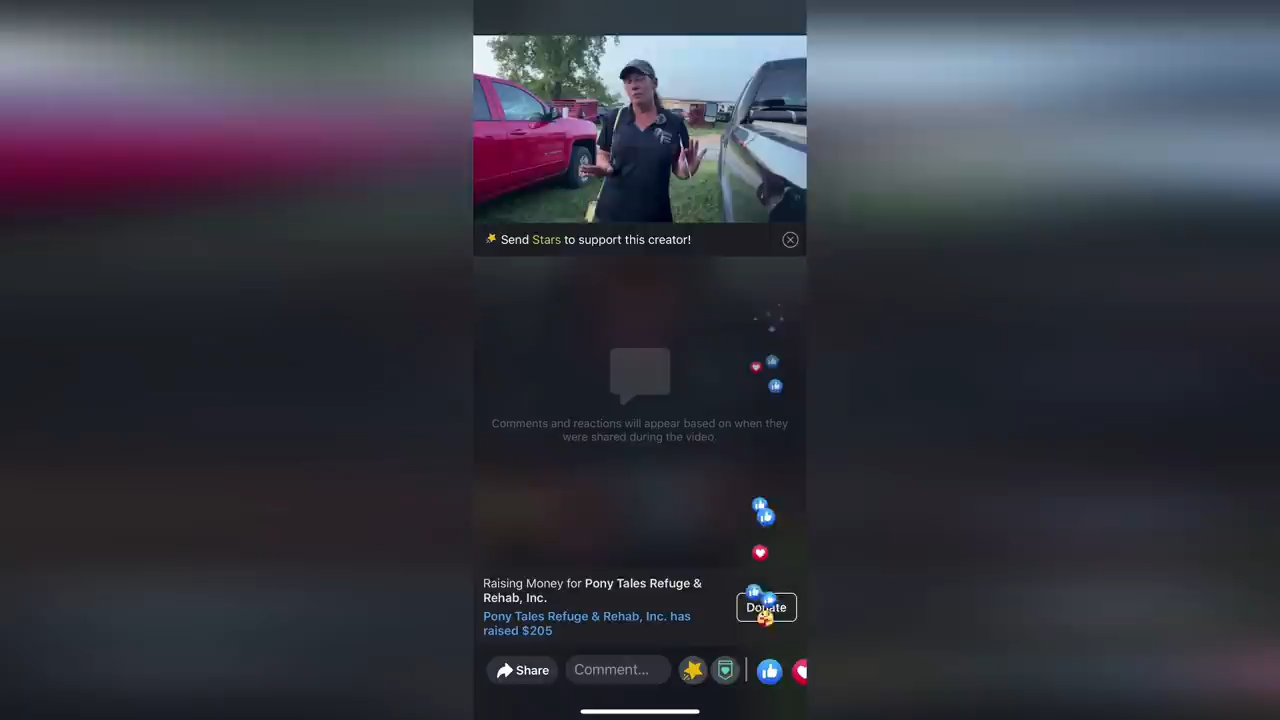 Send Stars to support this creator!
Comments and reactions will appear based on when they
were shared during the video
Raising Money for Pony Tales Refuge &
Rehab, Inc.
Pony Tales Refuge & Rehab, Inc. has
raised $205
Donate
Share
Comment...